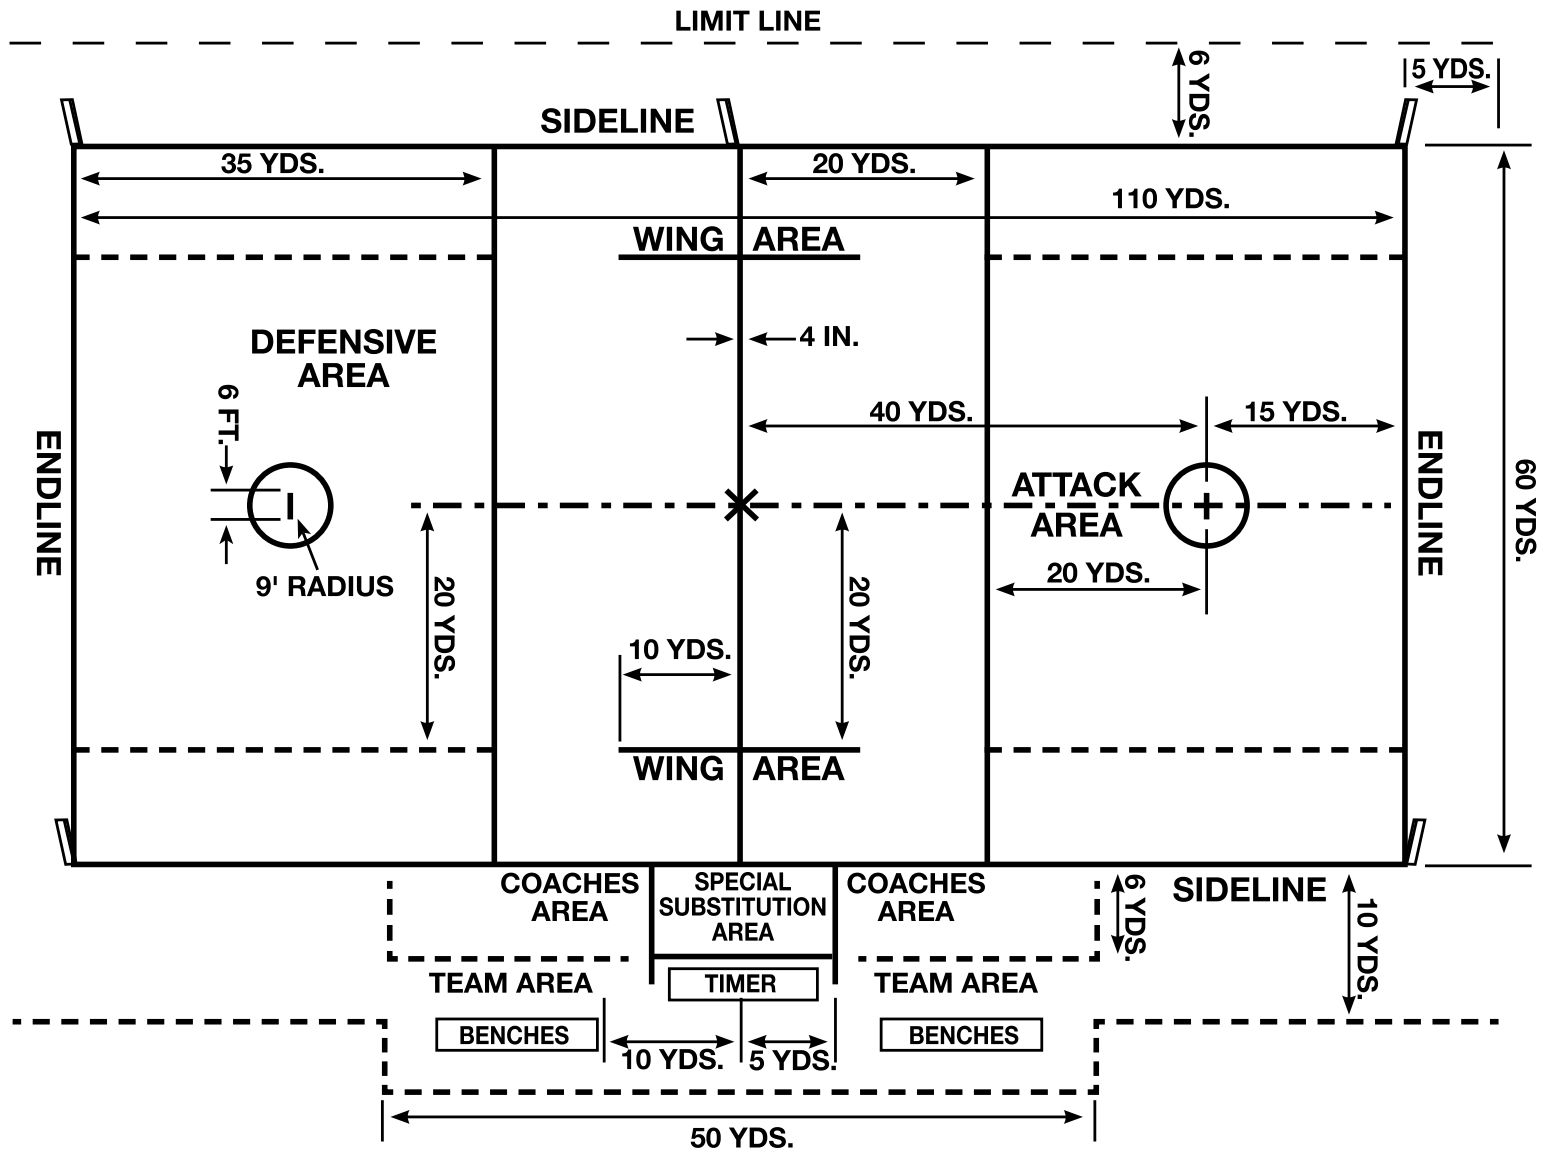 LIMIT LINE
6 YDS.
5 YDS.
SIDELINE
35 YDS.
20 YDS.
110 YDS.
WING AREA
4 IN.
DEFENSIVE
AREA
6 FT.
40 YDS.
15 YDS.
ENDLINE
ENDLINE
60 YDS.
ATTACK
AREA
9' RADIUS
20 YDS.
20 YDS.
20 YDS.
10 YDS.
WING AREA
COACHES
AREA
SPECIAL
SUBSTITUTION
AREA
COACHES
AREA
6 YDS.
SIDELINE
10 YDS.
TEAM AREA
TIMER
TEAM AREA
BENCHES
10 YDS.
5 YDS.
BENCHES
50 YDS.